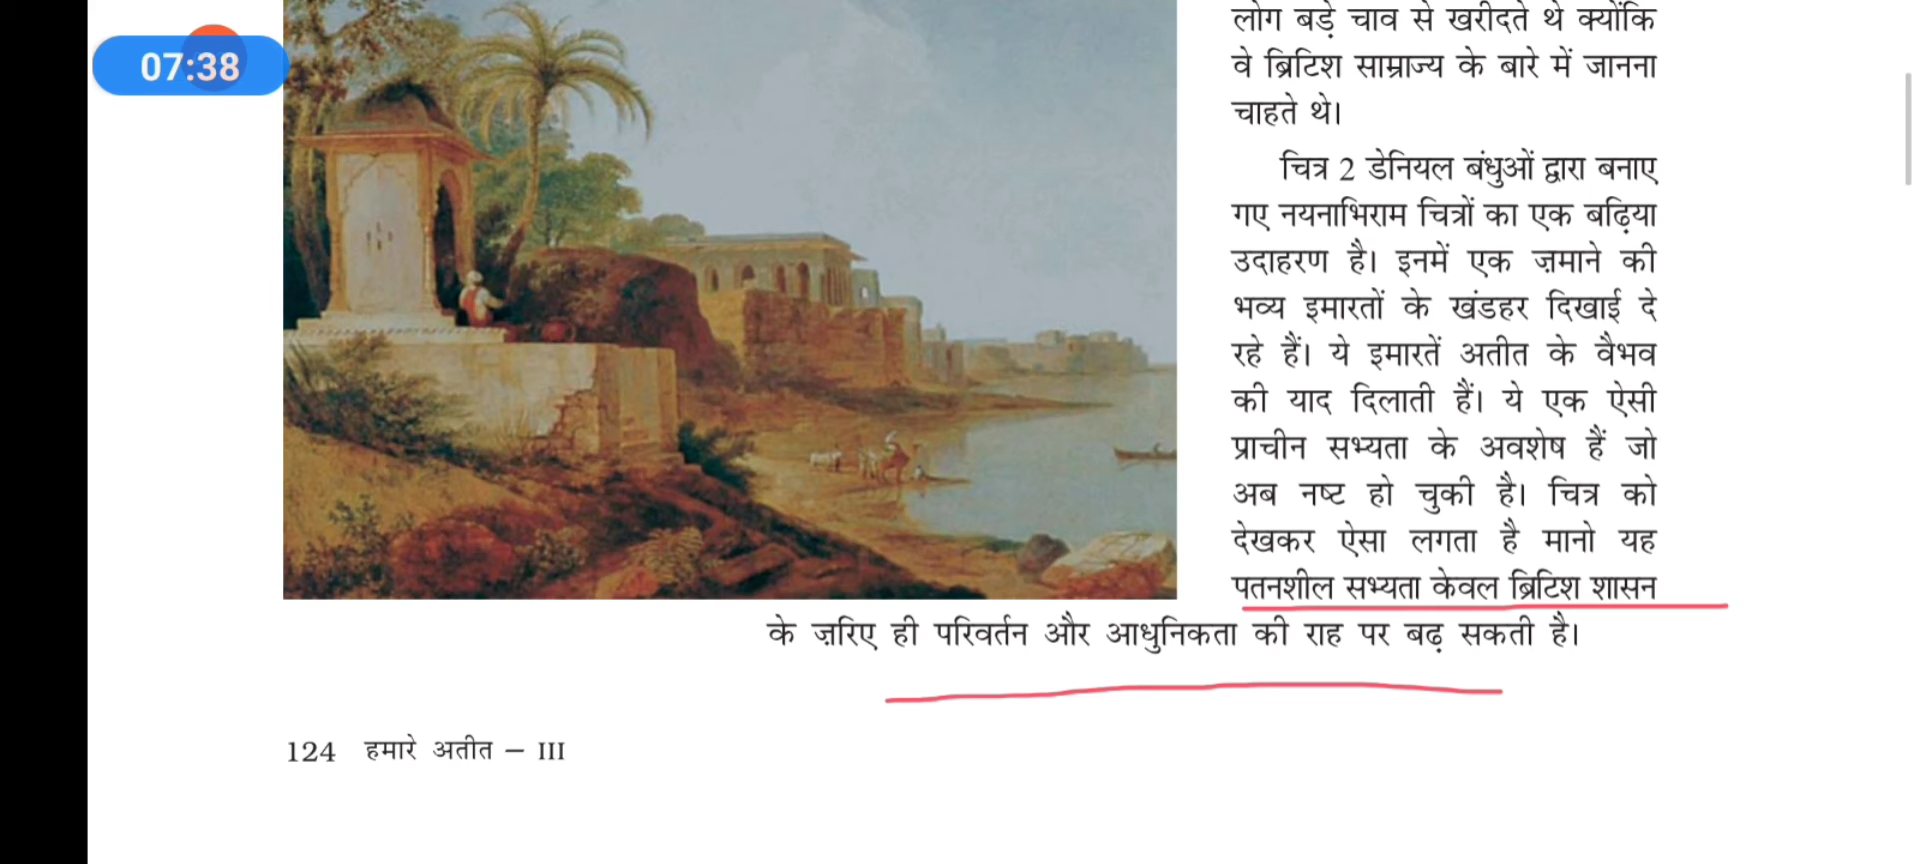 07:38
लोग बड़े चाव से खरीदते थे क्योंकि
वे ब्रिटिश साम्राज्य के बारे में जानना
चाहते थे।
चित्र 2 डेनियल बंधुओं द्वारा बनाए
गए नयनाभिराम चित्रों का एक बढ़िया
उदाहरण है। इनमें एक ज़माने की
भव्य इमारतों के खंडहर दिखाई दे
रहे हैं। ये इमारतें अतीत के वैभव
की याद दिलाती हैं। ये एक ऐसी
प्राचीन सभ्यता के अवशेष हैं जो
अब नष्ट हो चुकी है। चित्र को
देखकर ऐसा लगता है मानो यह
पतनशील सभ्यता केवल ब्रिटिश शासन
के ज़रिए ही परिवर्तन और आधुनिकता की राह पर बढ़ सकती है।
124 हमारे अतीत – III